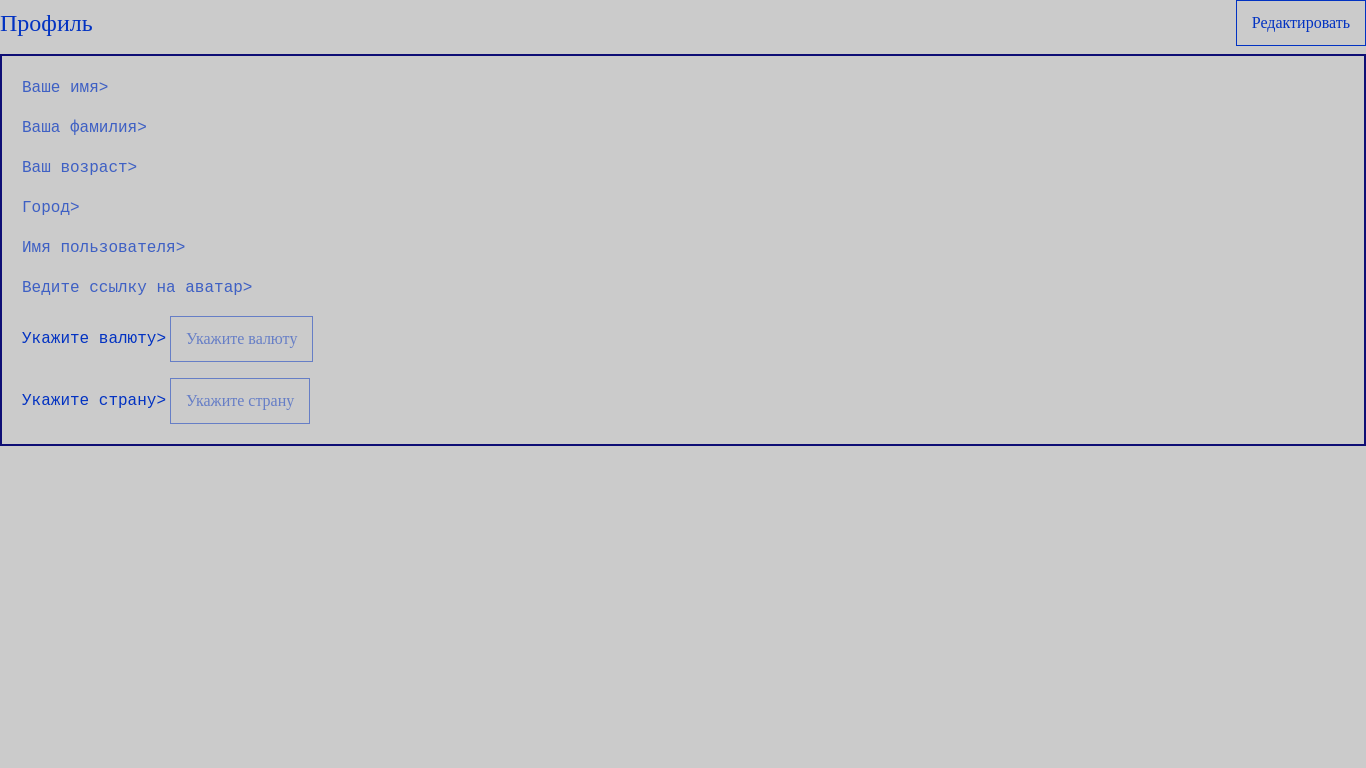 Профиль
Редактировать
Ваше имя>
Ваша фамилия>
Ваш возраст>
Город>
Имя пользователя>
Ведите ссылку на аватар>
Укажите валюту> Укажите валюту
Укажите страну> Укажите страну